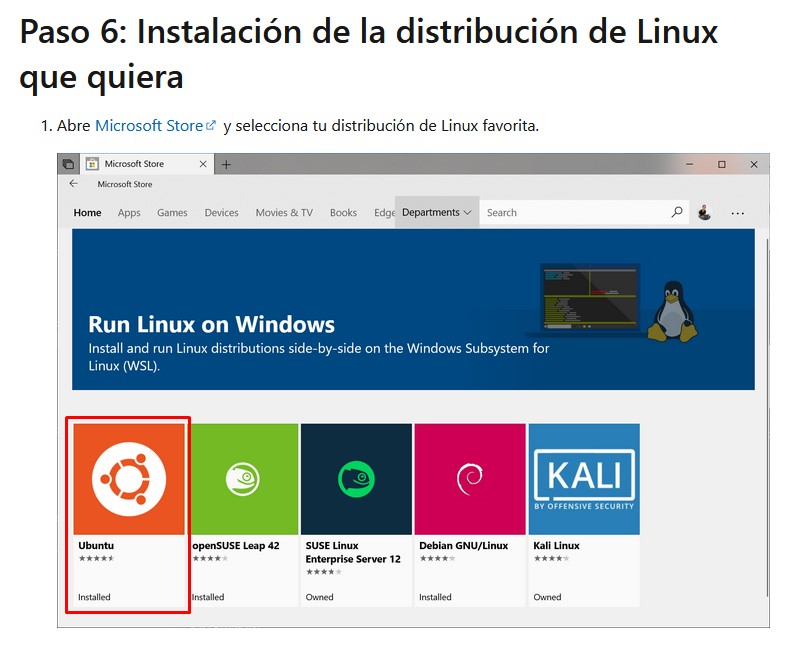 Paso 6: Instalación de la distribución de Linux
que quiera
1. Abre Microsoft Store y selecciona tu distribución de Linux favorita.
Microsoft Store
Microsoft Store
Home Apps Games Devices Movies & TV Books Edge Departments Search
Run Linux on Windows
Install and run Linux distributions side-by-side on the Windows Subsystem for
Linux (WSL).
KALI
BY OFFENSIVE SECURITY
Ubuntu openSUSE Leap 42 SUSE Linux Debian GNU/Linux Kali Linux
Enterprise Server 12
Installed Installed Owned Installed Owned